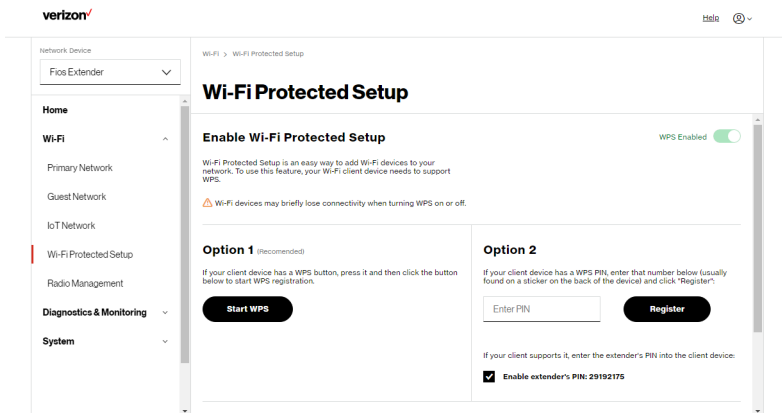 verizon
Help
Network Device
Fios Extender
Home
Wi-Fi
Primary Network
Guest Network
IoT Network
Wi-Fi Protected Setup
Radio Management
Diagnostics & Monitoring
System
Wi-Fi > Wi-Fi Protected Setup
Wi-Fi Protected Setup
Enable Wi-Fi Protected Setup
WPS Enabled
Wi-Fi Protected Setup is an easy way to add Wi-Fi devices to your
network. To use this feature, your Wi-Fi client device needs to support
WPS.
Wi-Fi devices may briefly lose connectivity when turning WPS on or off.
Option 1 (Recomended)
If your client device has a WPS button, press it and then click the button
below to start WPS registration.
Start WPS
Option 2
If your client device has a WPS PIN, enter that number below (usually
found on a sticker on the back of the device) and click "Register":
Enter PIN
Register
If your client supports it, enter the extender's PIN into the client device:
Enable extender's PIN: 29192175